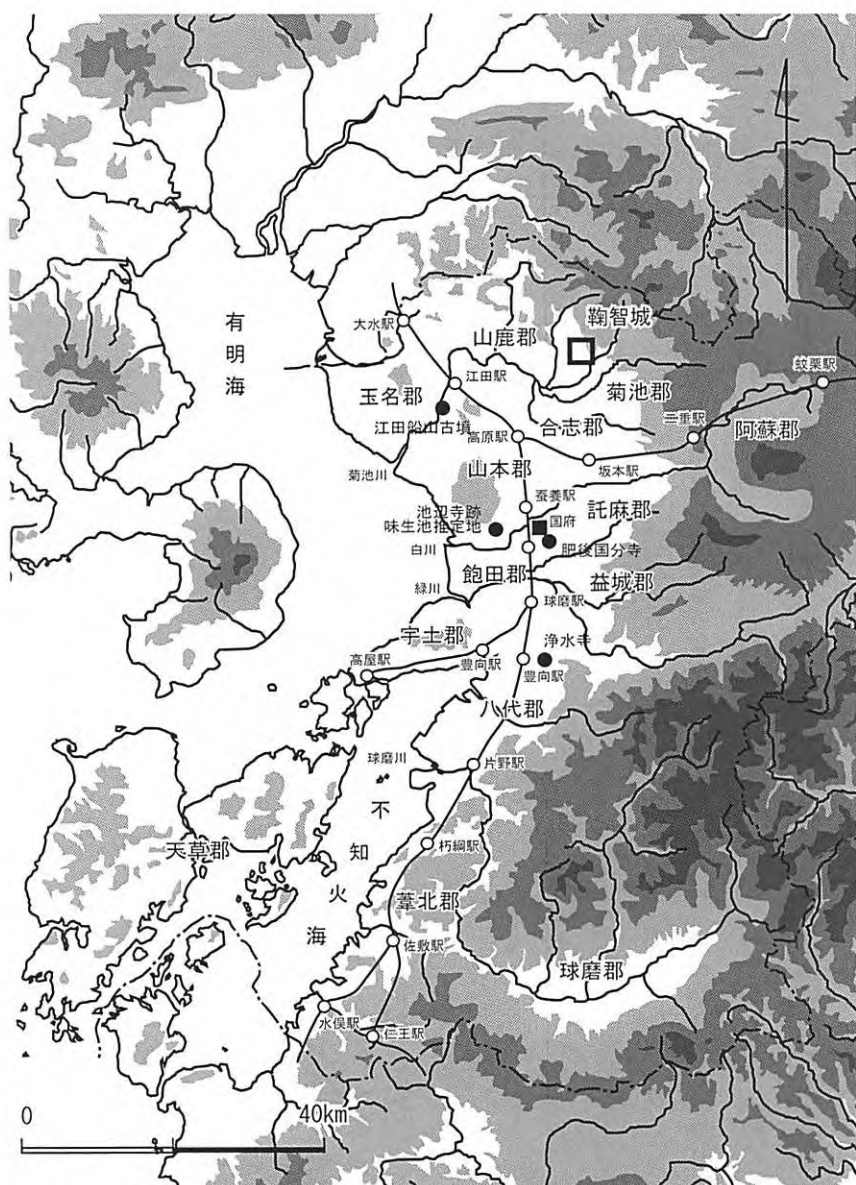 有明海
大水駅
山鹿郡
鞠智城
江田駅
玉名郡
菊池郡
蚊栗駅
江田船山古墳
合志郡
二重駅
阿蘇郡
高原駅
菊池川
山本郡
坂本駅
蚕養駅
池辺寺跡
味生池推定地
国府
託麻郡
白川
肥後国分寺
飽田郡
緑川
益城郡
球磨駅
宇土郡
浄水寺
高屋駅
豊向駅
豊向駅
八代郡
球磨川
片野駅
不知火海
天草郡
朽網駅
葦北郡
佐敷駅
球磨郡
水俣駅
仁王駅
0
40km